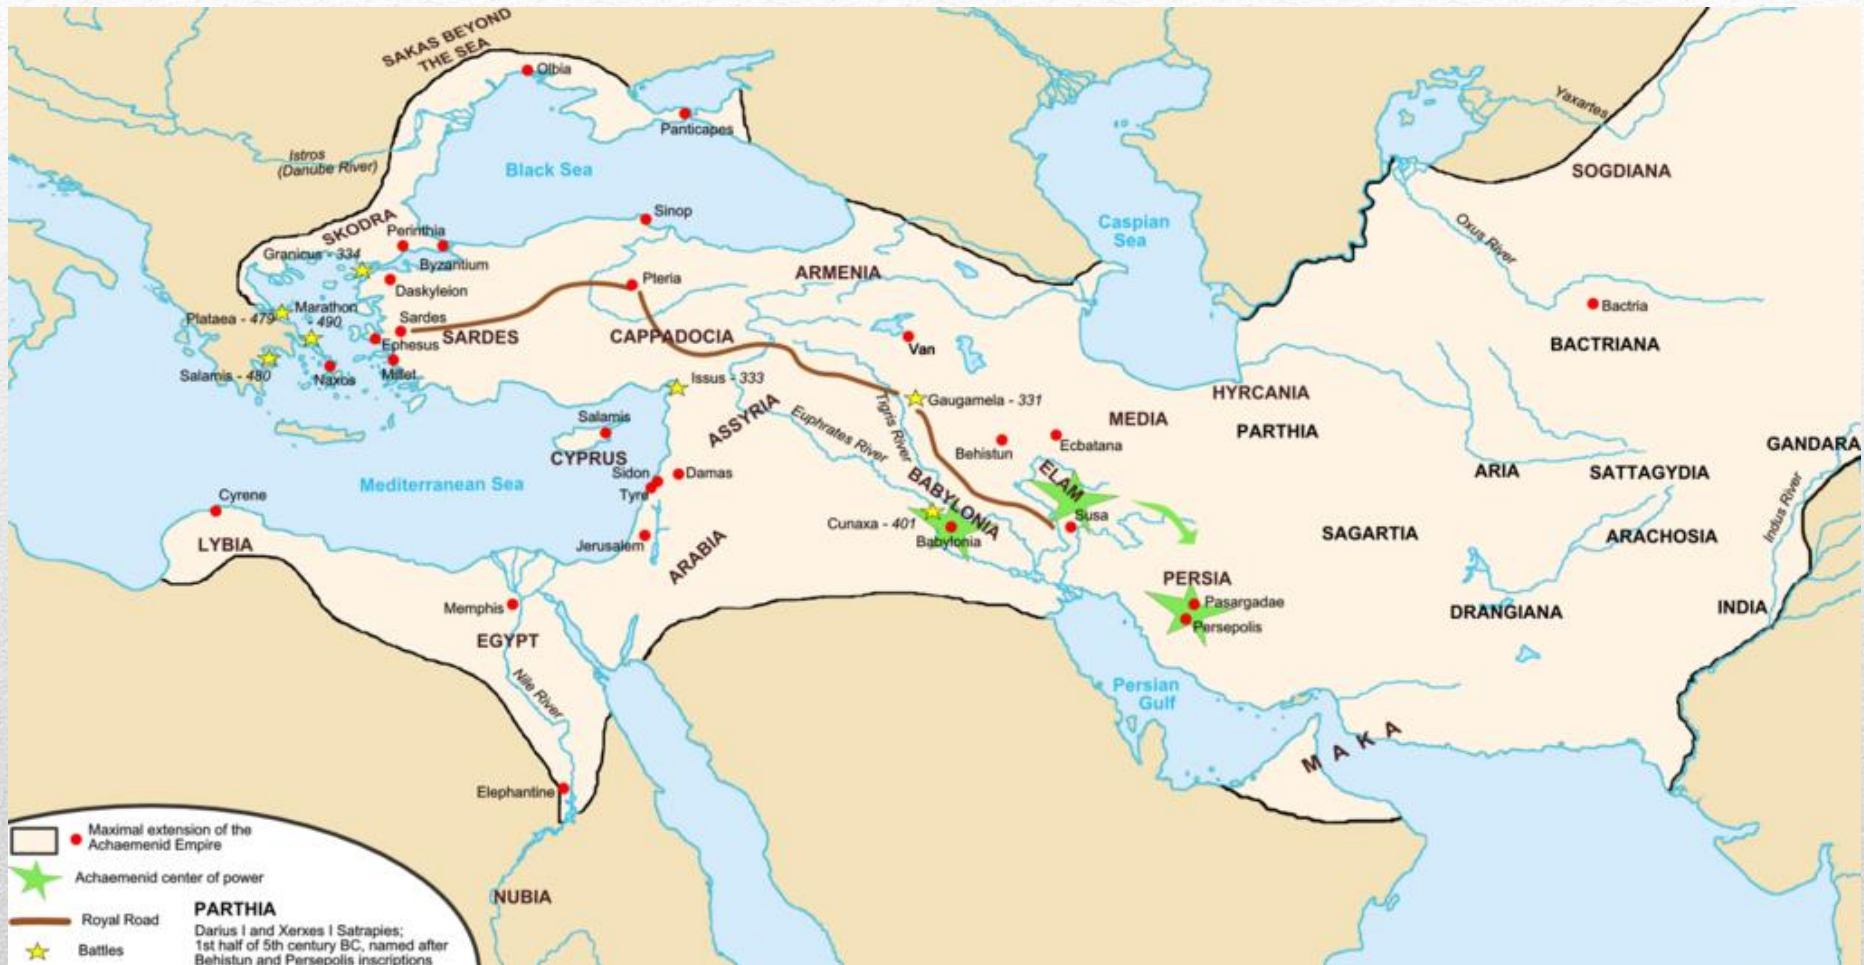 SAKAS BEYOND
THE SEA
Olbia
Panticapes
Yaxartes
Istros
(Danube River)
Black Sea
SOGDIANA
SKODRA
Sinop
Caspian
Sea
Oxus River
Perinthia
Granicus - 334
Byzantium
Daskyleion
Pteria
ARMENIA
Bactria
Marathon
- 490
Plataea - 479
Sardes
SARDES
CAPPADOCIA
Ephesus
Van
BACTRIANA
Salamis - 480
Naxos
Millet
Issus - 333
Gaugamela - 331
HYRCANIA
Salamis
ASSYRIA
Euphrates River
Tigris River
MEDIA
PARTHIA
Behistun
Ecbatana
GANDARA
CYPRUS
Sidon
Damas
Tyre
Mediterranean Sea
BABYLONIA
ELAM
ARIA
SATTAGYDIA
Cyrene
Indus River
Cunaxa - 401
Babylonia
Susa
SAGARTIA
ARACHOSIA
LYBIA
Jerusalem
ARABIA
PERSIA
Memphis
Pasargadae
Persepolis
DRANGIANA
INDIA
EGYPT
Nile River
Persian
Gulf
MAKA
Elephantine
NUBIA
Maximal extension of the
Achaemenid Empire
Achaemenid center of power
Royal Road
Battles
PARTHIA
Darius I and Xerxes I Satrapies;
1st half of 5th century BC, named after
Behistun and Persepolis inscriptions